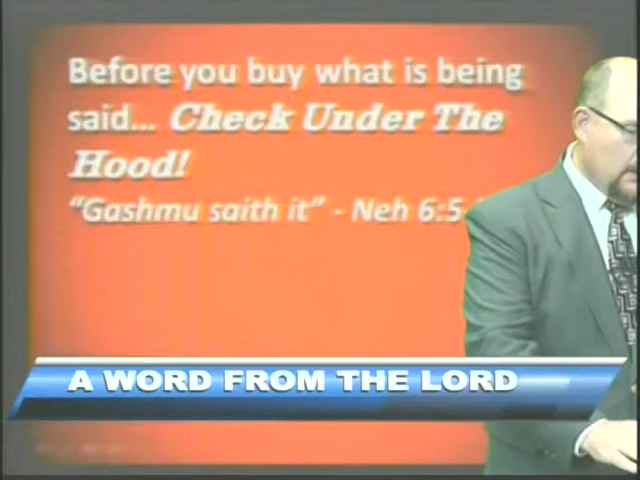 Before you buy what is being
said... Check Under The
Hood!
"Gashmu saith it" - Neh 6:5
A WORD FROM THE LORD